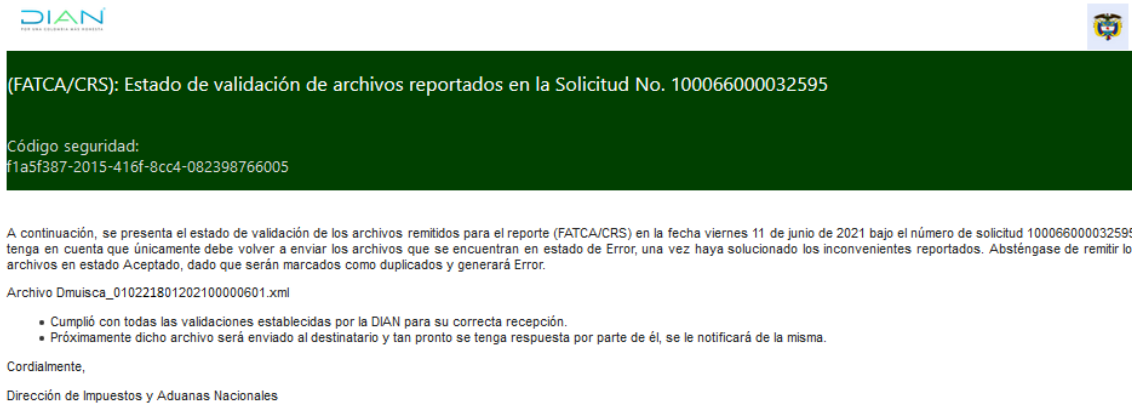 DIAN
POR UNA COLOMBIA MÁS HONESTA
(FATCA/CRS): Estado de validación de archivos reportados en la Solicitud No. 100066000032595
Código seguridad:
f1a5f387-2015-416f-8cc4-082398766005
A continuación, se presenta el estado de validación de los archivos remitidos para el reporte (FATCA/CRS) en la fecha viernes 11 de junio de 2021 bajo el número de solicitud 100066000032595
tenga en cuenta que únicamente debe volver a enviar los archivos que se encuentran en estado de Error, una vez haya solucionado los inconvenientes reportados. Absténgase de remitir lo
archivos en estado Aceptado, dado que serán marcados como duplicados y generará Error.
Archivo Dmuisca_010221801202100000601.xml
• Cumplió con todas las validaciones establecidas por la DIAN para su correcta recepción.
• Próximamente dicho archivo será enviado al destinatario y tan pronto se tenga respuesta por parte de él, se le notificará de la misma.
Cordialmente,
Dirección de Impuestos y Aduanas Nacionales